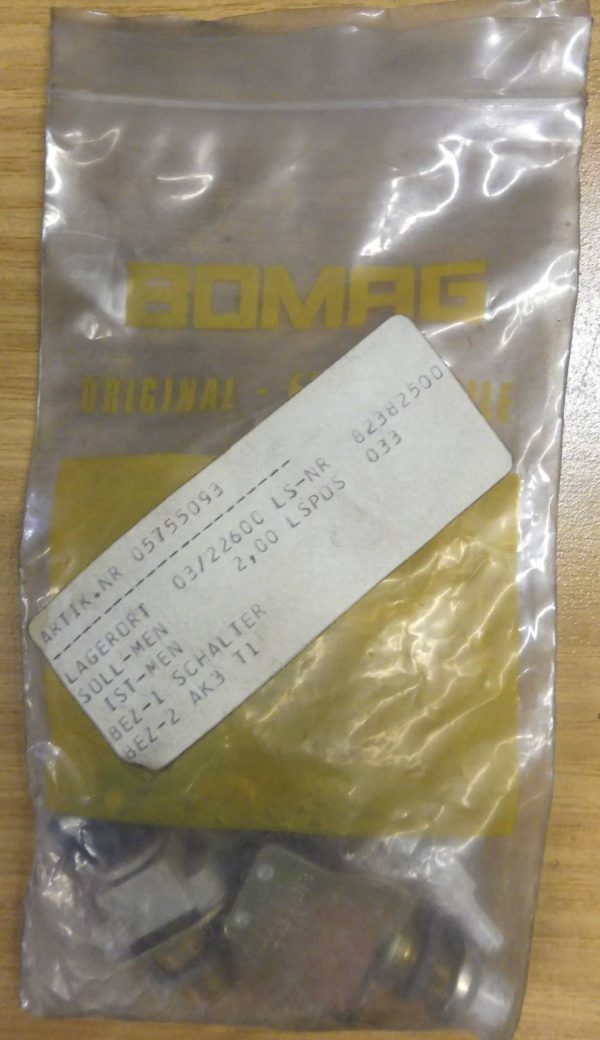 BOMAG
ORIGINAL -
ARTIK.NR 05755093
LAGERORT 03/2260C LS-NR 82382500
SOLL-MEN 2,00 LSPOS 033
IST-MEN
BEZ-1 SCHALTER
BEZ-2 AK3 T1